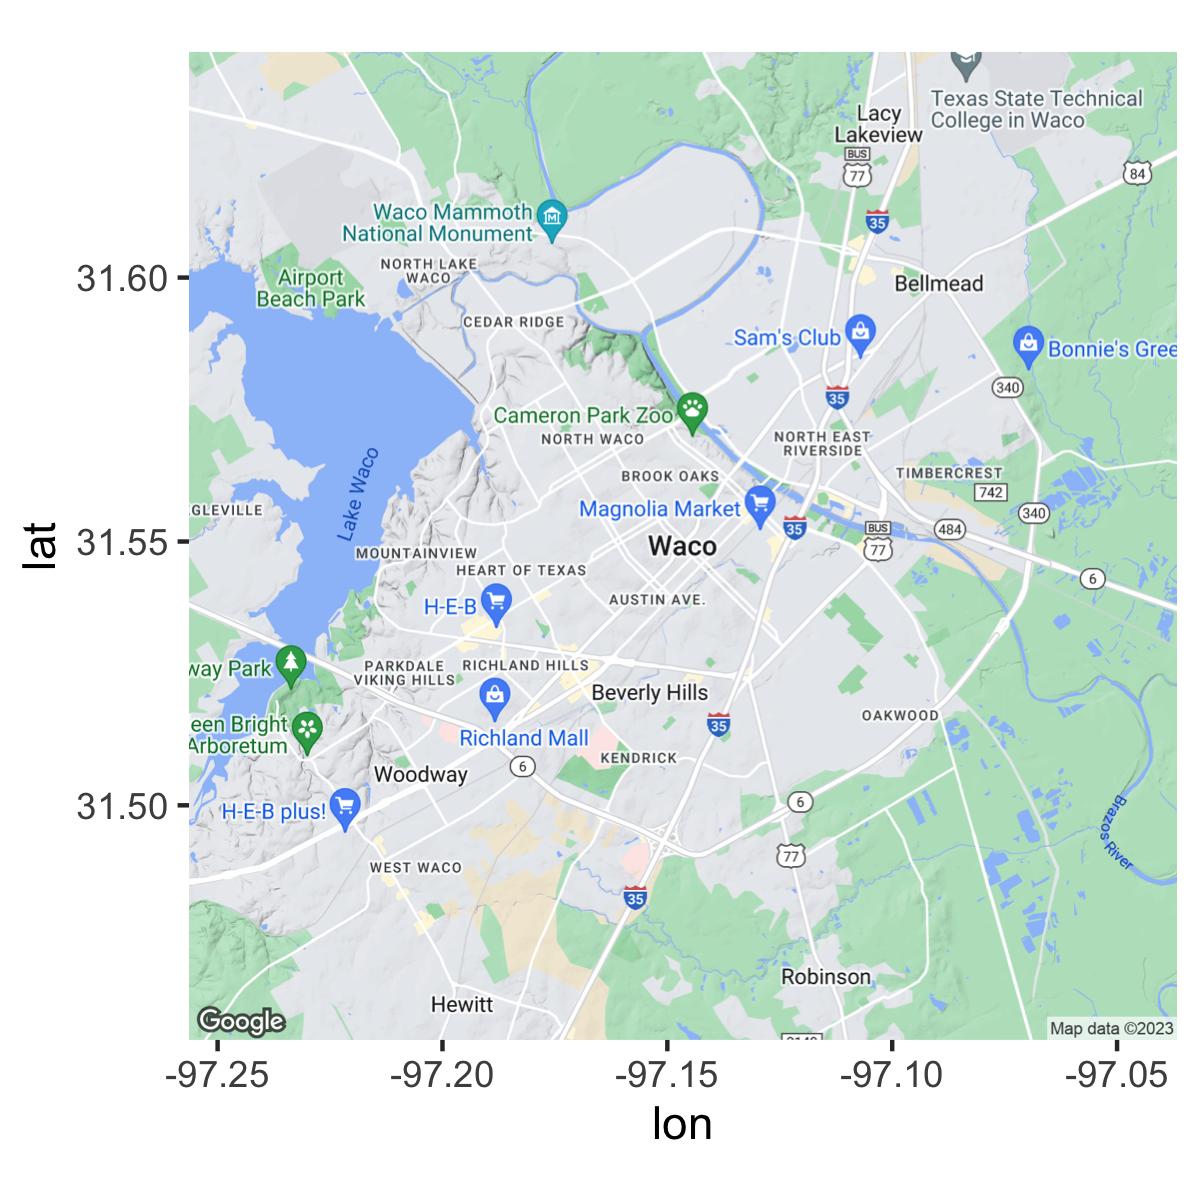 Texas State Technical
College in Waco
Lacy
Lakeview
BUS
77
84
35
Waco Mammoth
National Monument
NORTH LAKE
WACO
Airport
Beach Park
31.60
Bellmead
CEDAR RIDGE
Sam's Club
Bonnie's Gree
340
35
Cameron Park Zoo
NORTH WACO
NORTH EAST
RIVERSIDE
BROOK OAKS
TIMBERCREST
742
Lake Waco
GLEVILLE
Magnolia Market
340
35
BUS
77
484
lat
31.55
Waco
MOUNTAINVIEW
HEART OF TEXAS
6
H-E-B
AUSTIN AVE.
way Park
PARKDALE
VIKING HILLS
RICHLAND HILLS
Beverly Hills
een Bright
Arboretum
Richland Mall
35
OAKWOOD
KENDRICK
6
Woodway
31.50
H-E-B plus!
6
77
Brazos River
WEST WACO
35
Robinson
Hewitt
Google
Map data ©2023
-97.25
-97.20
-97.15
-97.10
-97.05
lon